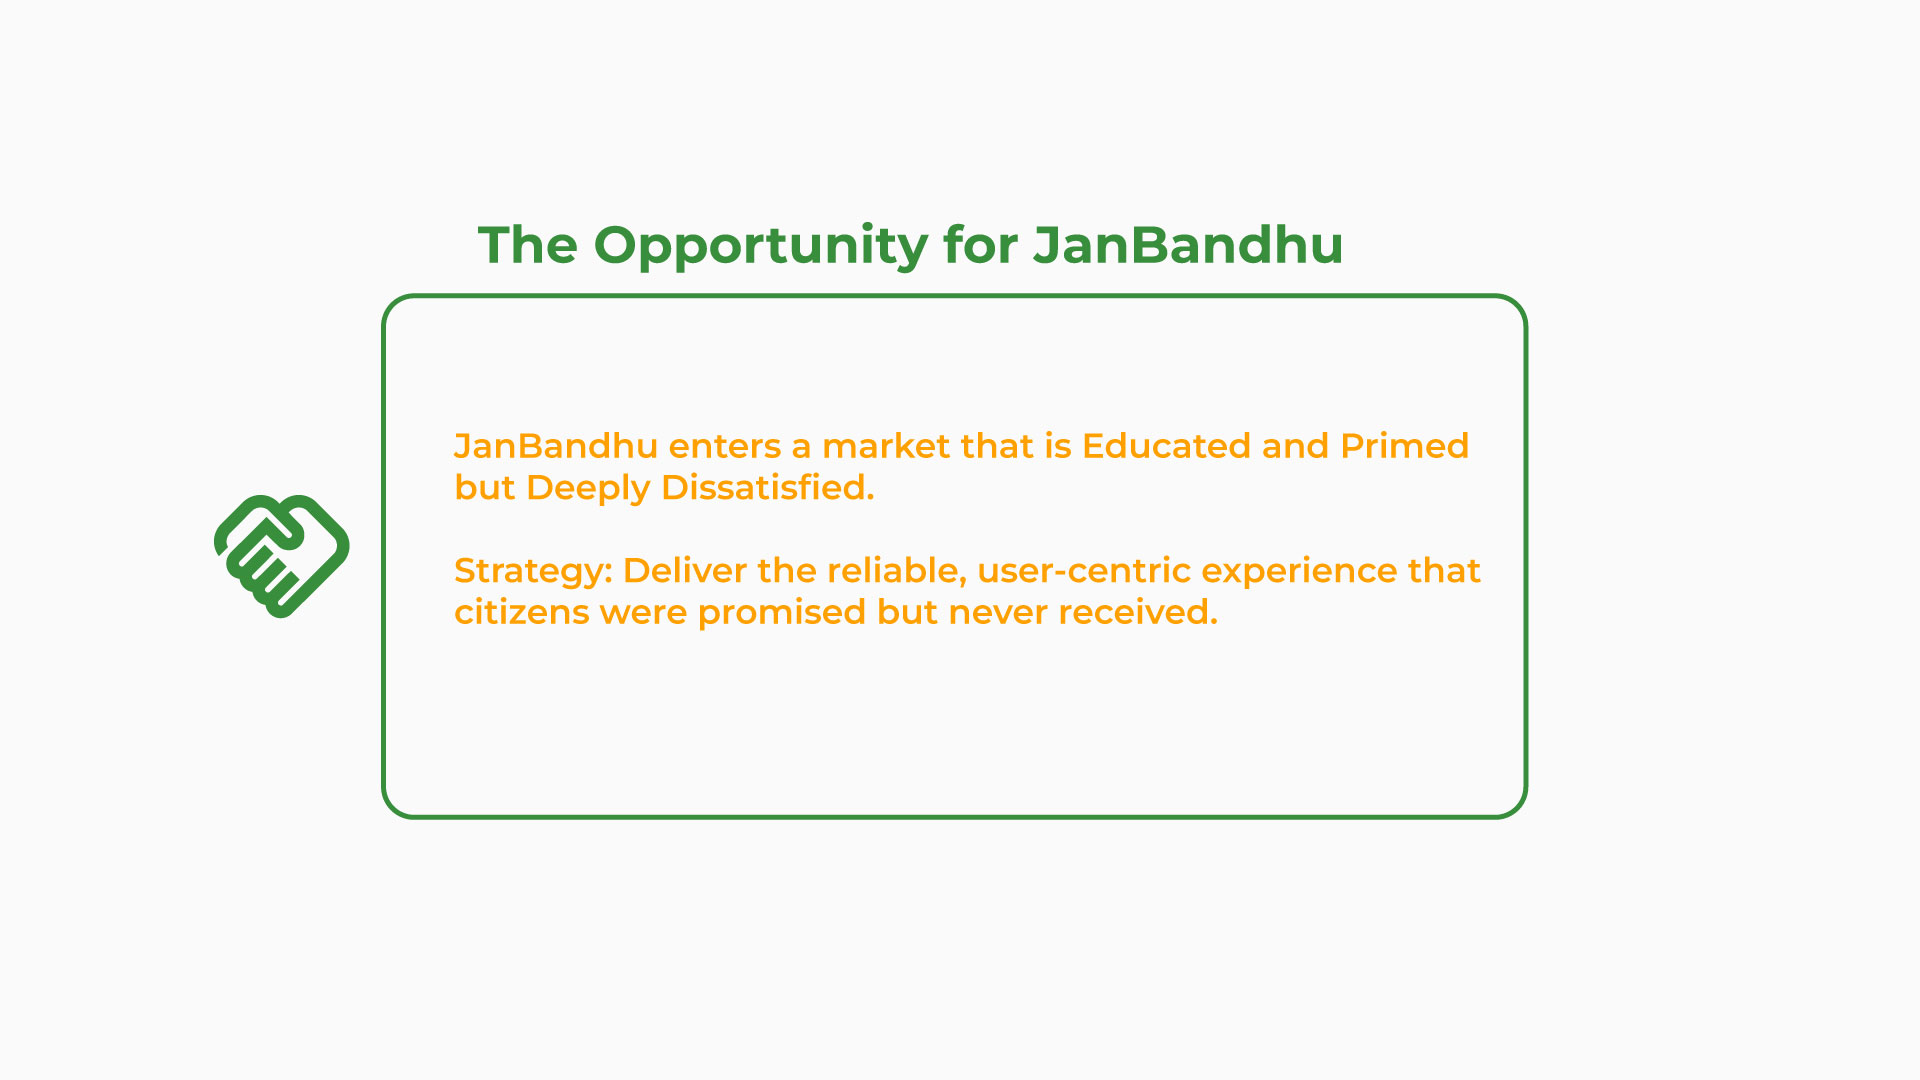 The Opportunity for JanBandhu
JanBandhu enters a market that is Educated and Primed
but Deeply Dissatisfied.
Strategy: Deliver the reliable, user-centric experience that
citizens were promised but never received.